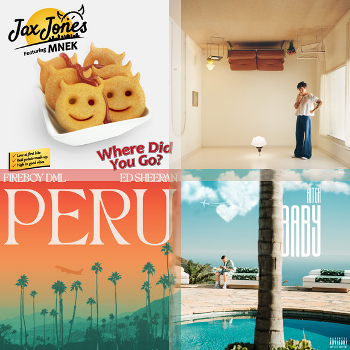 Jax Jones
Featuring MNEK
Where Did
You Go?
FIREBOY DML ED SHEERAN
PERU
AITCH
BABY